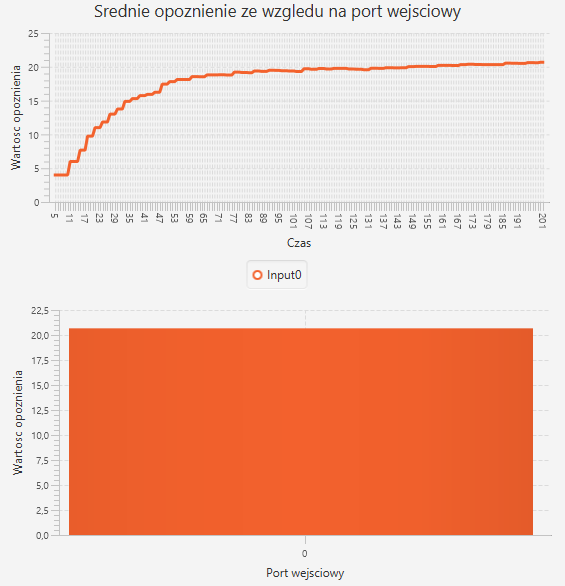 Srednie opoznienie ze wzgledu na port wejsciowy
Wartosc opoznienia
25
20
15
10
5
0
5 11 17 23 29 35 41 47 53 59 65 71 77 83 89 95 101 107 113 119 125 131 137 143 149 155 161 167 173 179 185 191 201
Czas
Input0
Wartosc opoznienia
22,5
20,0
17,5
15,0
12,5
10,0
7,5
5,0
2,5
0,0
0
Port wejsciowy